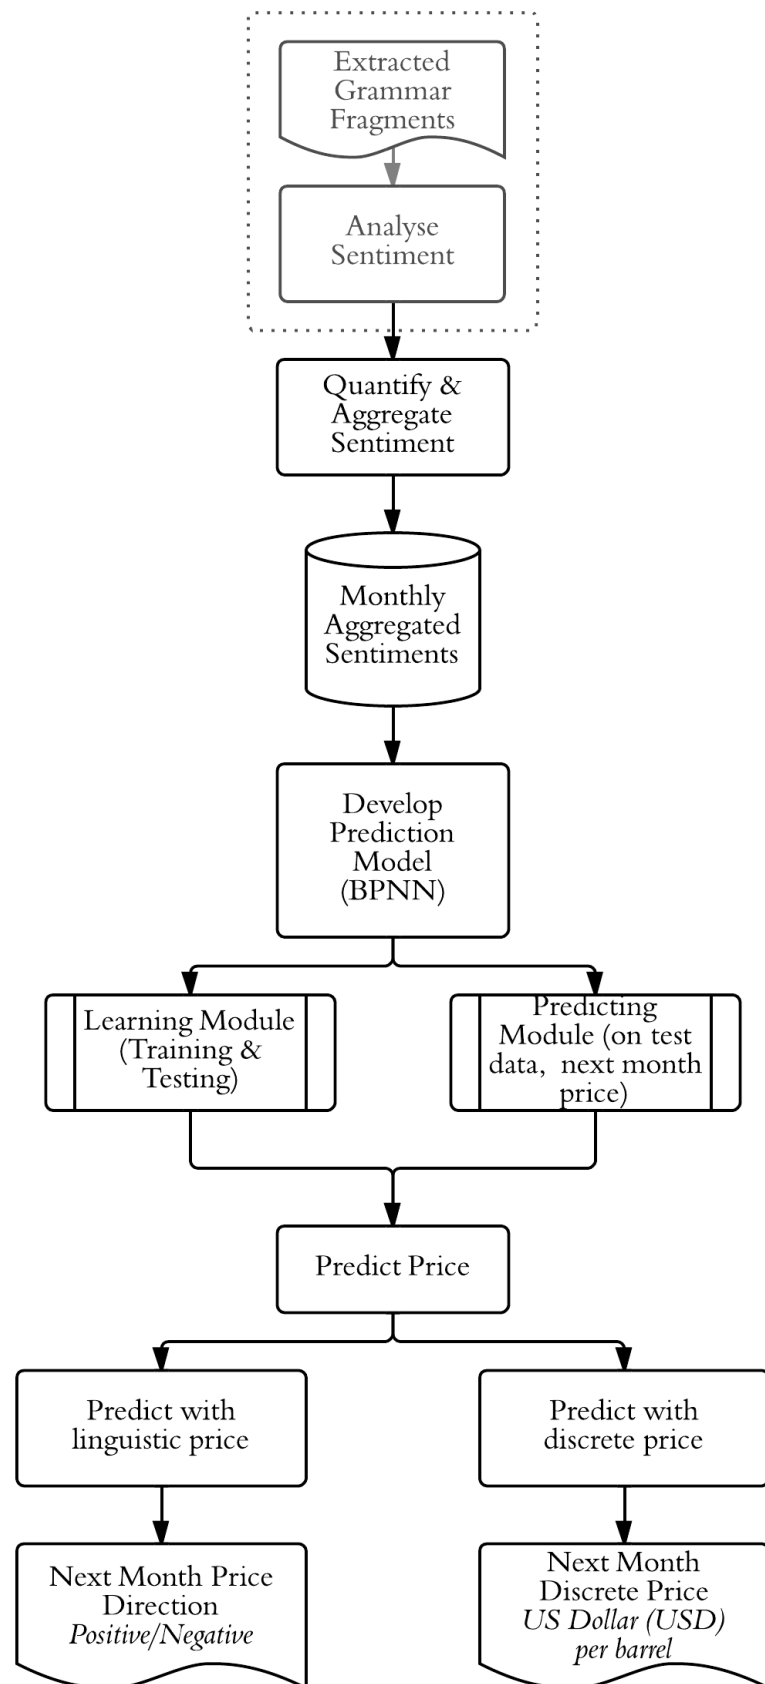 Extracted
Grammar
Fragments
Analyse
Sentiment
Quantify &
Aggregate
Sentiment
Monthly
Aggregated
Sentiments
Develop
Prediction
Model
(BPNN)
Learning Module
(Training &
Testing)
Predicting
Module (on test
data, next month
price)
Predict Price
Predict with
linguistic price
Predict with
discrete price
Next Month Price
Direction
Positive/Negative
Next Month
Discrete Price
US Dollar (USD)
per barrel